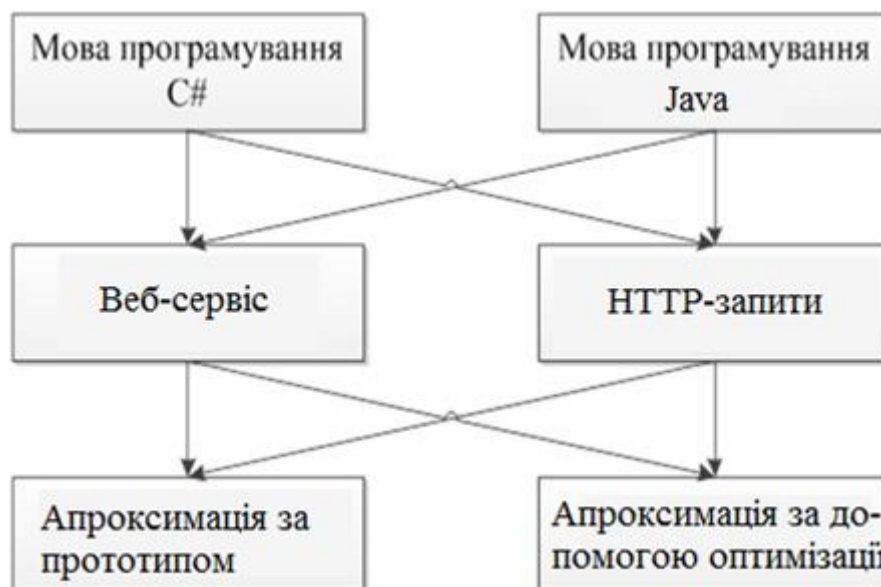 Мова програмування
C#
Мова програмування
Java
Веб-сервіс
HTTP-запити
Апроксимація за
прототипом
Апроксимація за до-
помогою оптимізації